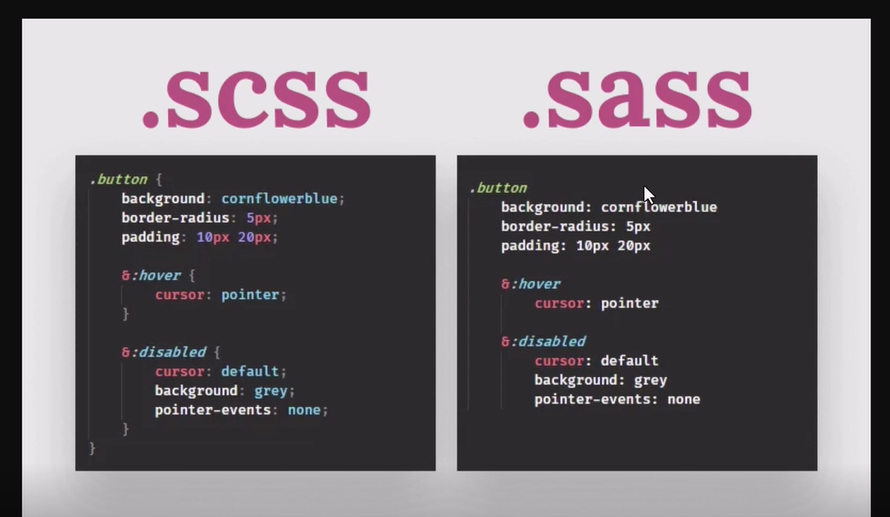 .scss
.button {
background: cornflowerblue;
border-radius: 5px;
padding: 10px 20px;
&:hover {
cursor: pointer;
}
&:disabled {
cursor: default;
background: grey;
pointer-events: none;
}
}
.sass
.button
background: cornflowerblue
border-radius: 5px
padding: 10px 20px
&:hover
cursor: pointer
&:disabled
cursor: default
background: grey
pointer-events: none